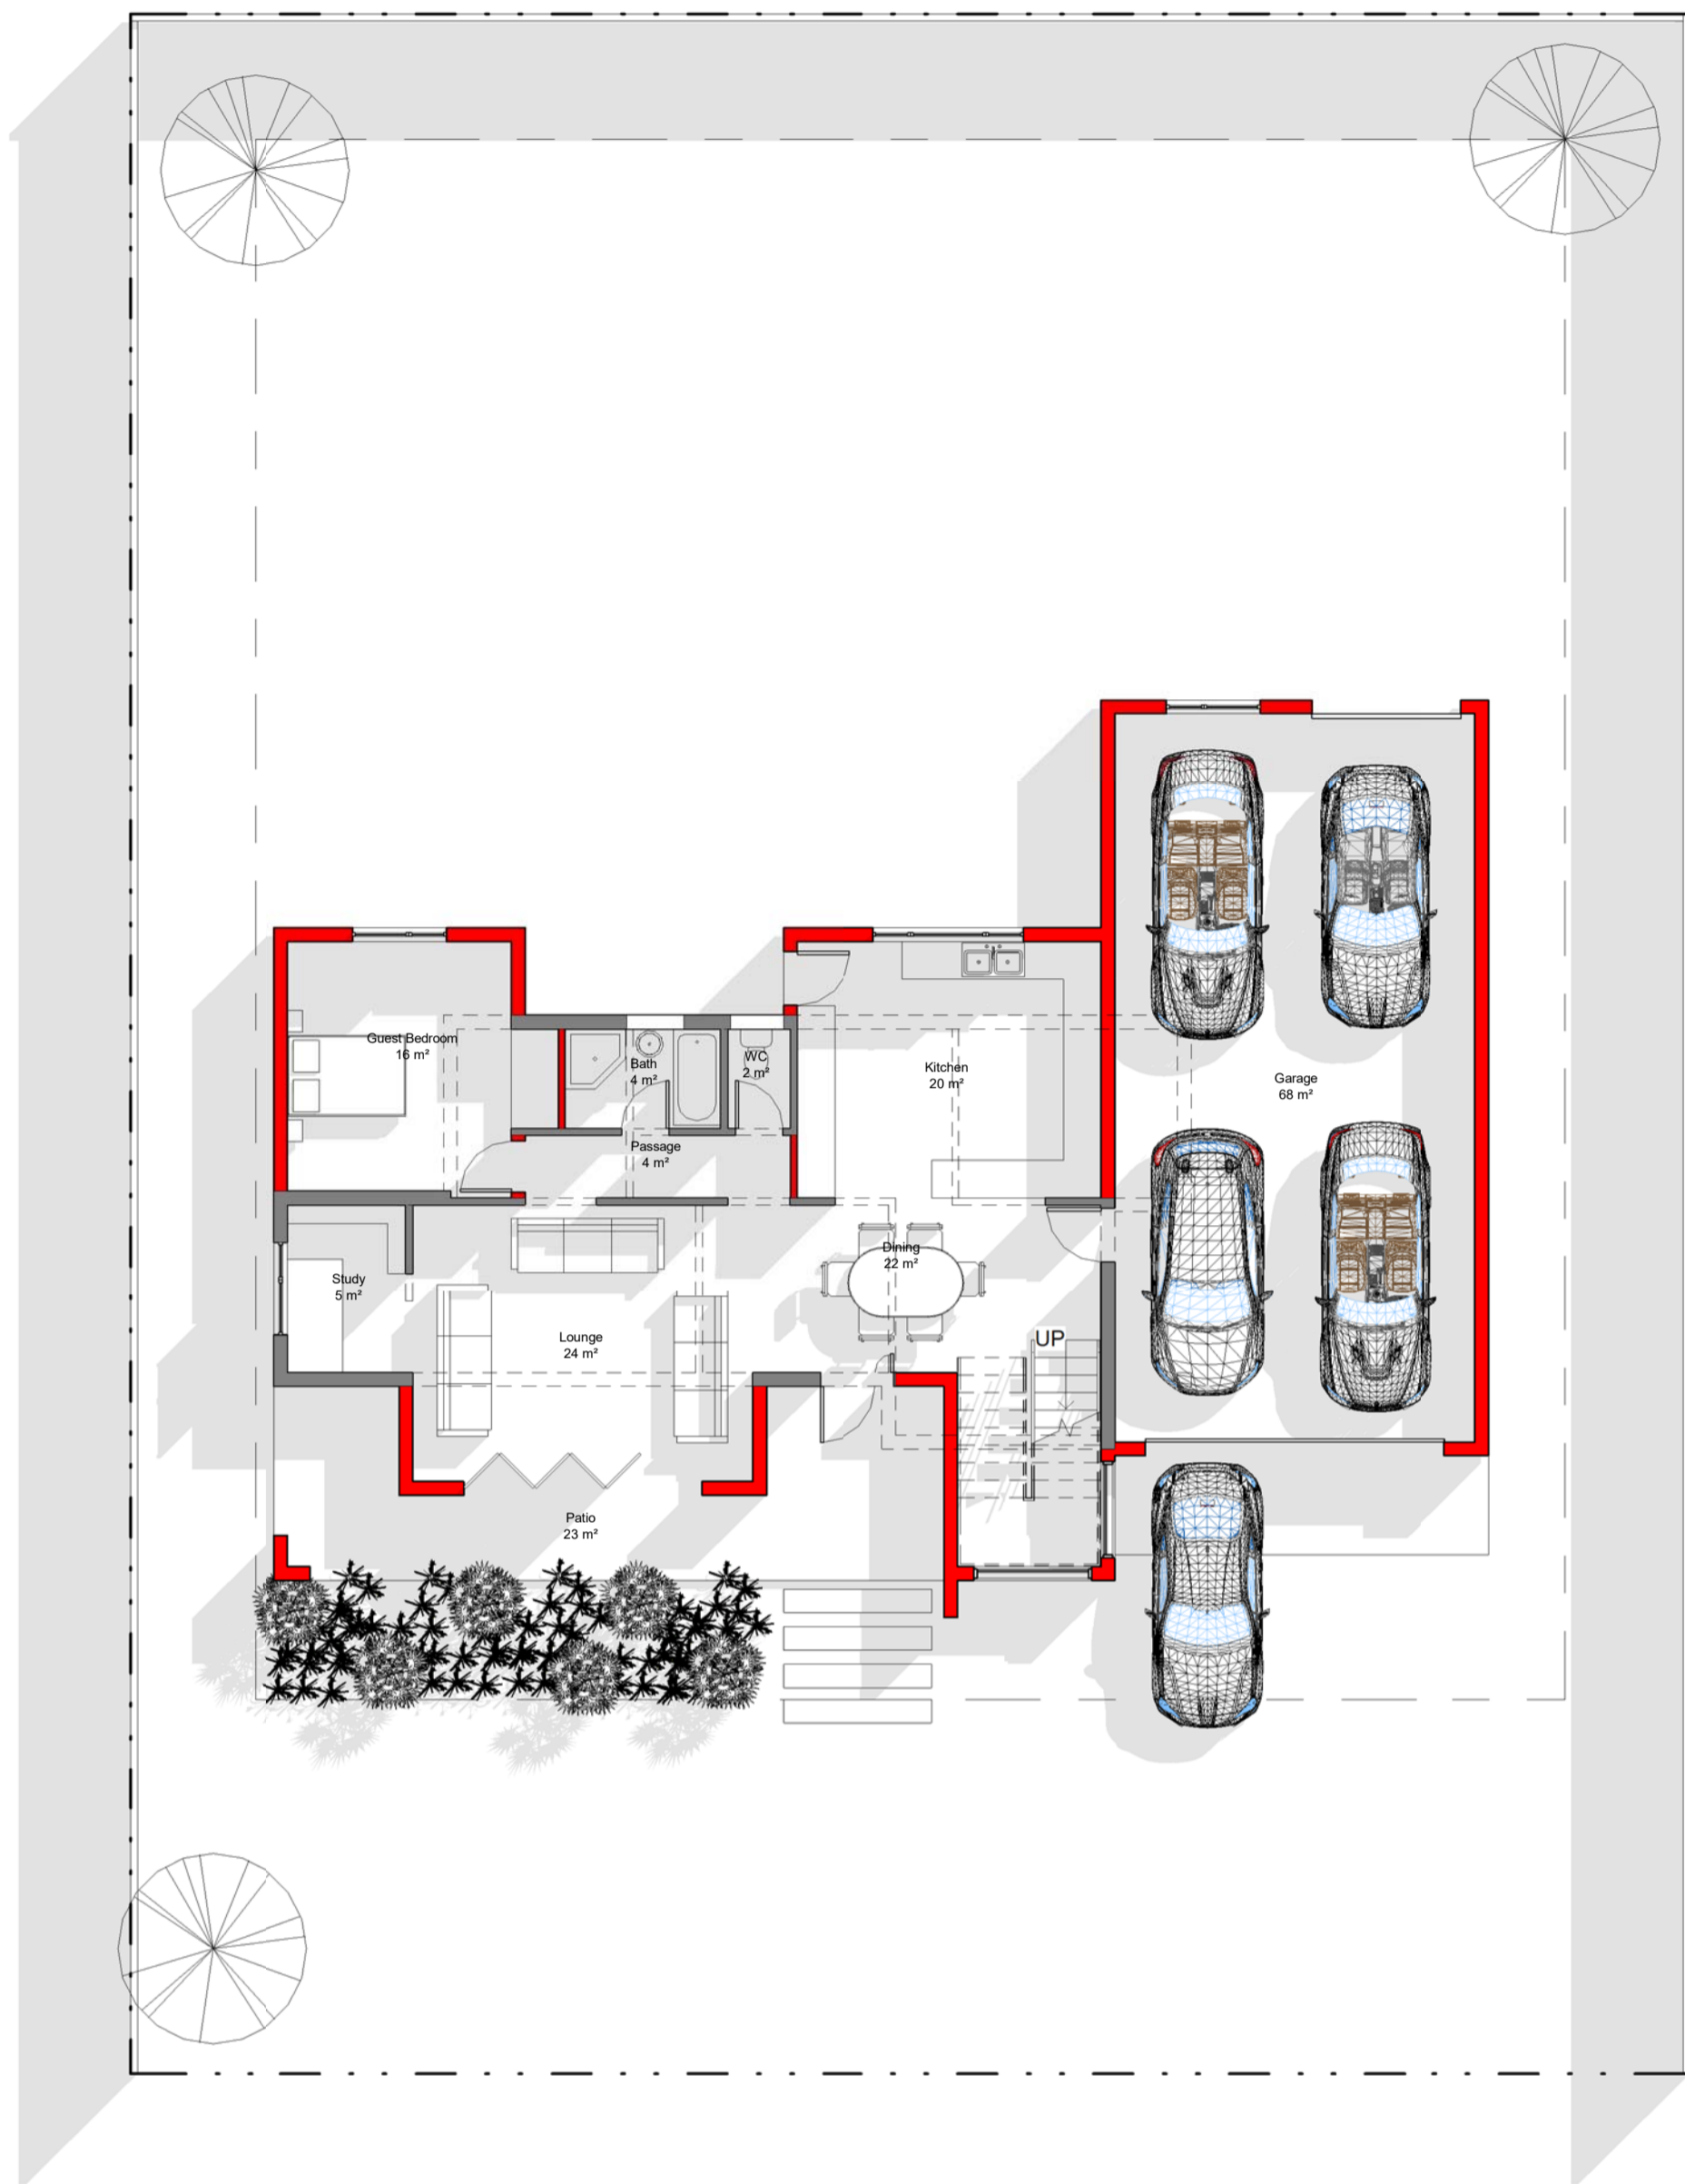 Guest Bedroom
16 m²
Bath
4 m²
WC
2 m²
Kitchen
20 m²
Garage
68 m²
Passage
4 m²
Dining
22 m²
Study
5 m²
UP
Lounge
24 m²
Patio
23 m²